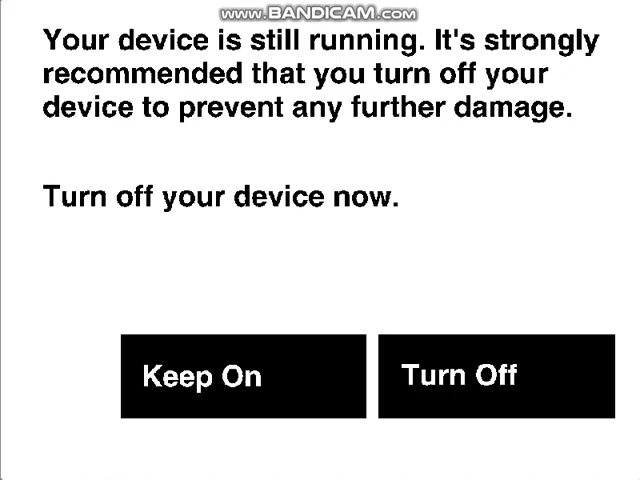 www.BANDICAM.com
Your device is still running. It's strongly
recommended that you turn off your
device to prevent any further damage.
Turn off your device now.
Keep On
Turn Off